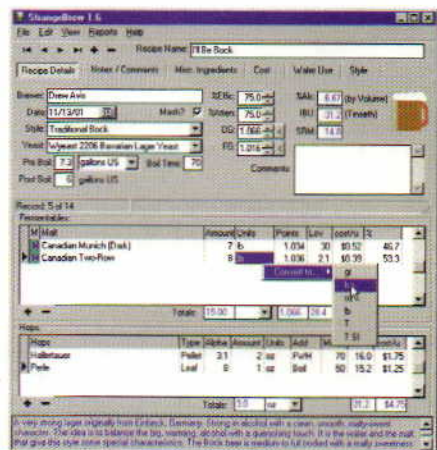 StrangeBrew 1.6
File Edit View Reports Help
Recipe Name: I'll Be Bock
Recipe Details Notes / Comments Misc. Ingredients Cost Water Use Style
Brewer: Drew Avis %Effic: 75.0 %Alc: 6.67 (by Volume)
Date: 11/13/01 Mash? %Atten: 75.0 IBU: 31.2 (Tinseth)
Style: Traditional Bock OG: 1.066 SRM 14.8
Yeast: Wyeast 2206 Bavarian Lager Yeast FG: 1.016
Pre Boil: 7.3 gallons US Boil Time: 70 Comments:
Post Boil: 6 gallons US
Record: 5 of 14
Fermentables:
M Malt Amount Units Points Lov cost/u %
Canadian Munich (Dark) 7 lb 1.034 30 $0.52 46.7
Canadian Two-Row 8 lb 1.036 2.1 $0.39 53.3
Convert to... gr
lb
T
T SI
Totals: 15.00 1.066 28.4
Hops:
Hops Type Alpha Amount Units Add cost/u
Hallertauer Pellet 3.1 2 oz FWH 70 16.0 $1.75
Perle Leaf 8 1 oz Boil 60 15.2 $1.25
Totals: 3.0 oz 31.2 $4.75
A very strong lager originally from Einbeck, Germany. Strong in alcohol with a clean, smooth, malty-sweet
character. The idea is to balance the big, warming, alcohol with a quenching touch. It is the water and the malt
that give this style some special characteristics. The Bock beer is medium to full bodied with a malty sweetness